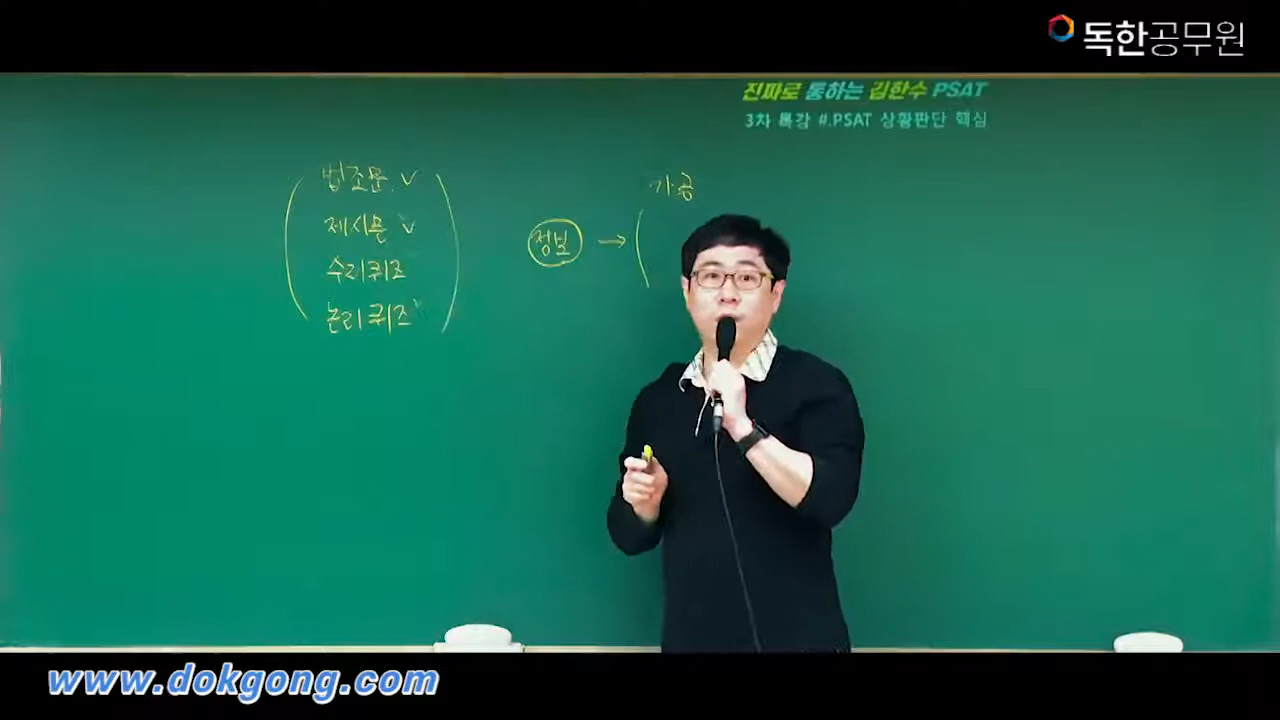 독한공무원
진짜로 통하는 김한수 PSAT
3차 특강 #.PSAT 상황판단 핵심
법조문 ✓
제시문 ✓
수리퀴즈
논리퀴즈
정보 →
가공
www.dokgong.com